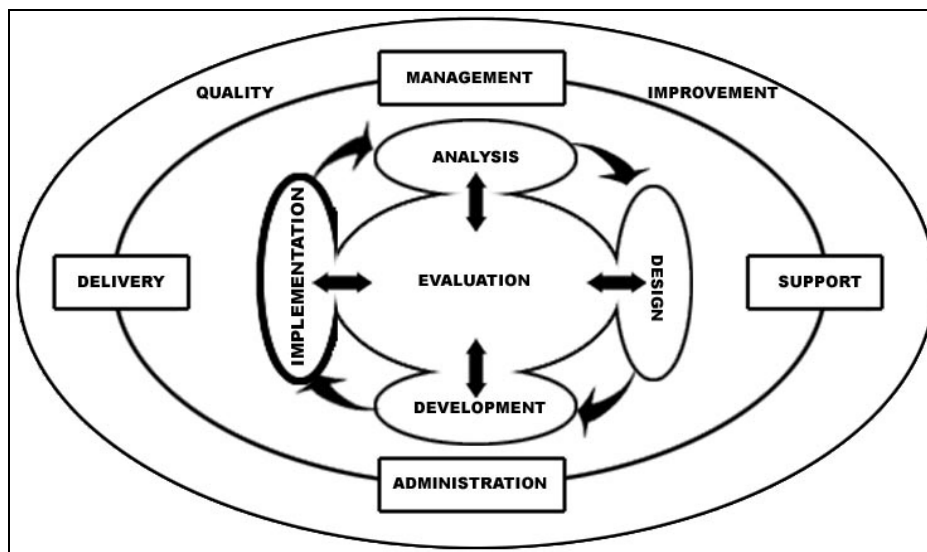 MANAGEMENT
QUALITY
IMPROVEMENT
ANALYSIS
IMPLEMENTATION
DELIVERY
EVALUATION
DESIGN
SUPPORT
DEVELOPMENT
ADMINISTRATION